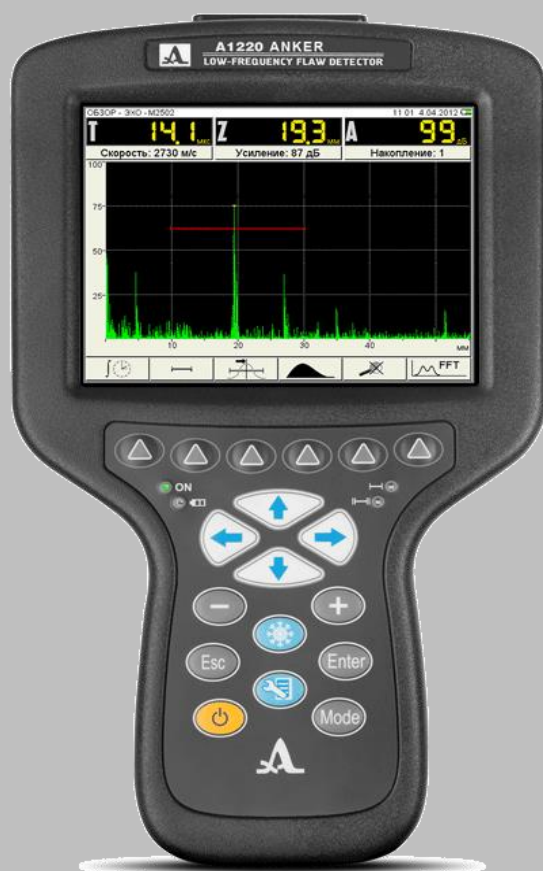 A1220 ANKER
LOW-FREQUENCY FLAW DETECTOR
ОБЗОР - ЭХО - M2502 11 01 4.04.2012
T 14,1 мкс Z 19,3 мм A 99 дБ
Скорость: 2730 м/с Усиление: 87 дБ Накопление: 1
100
75
50
25
10 20 30 40 мм
FFT
ON
Esc Enter
Mode